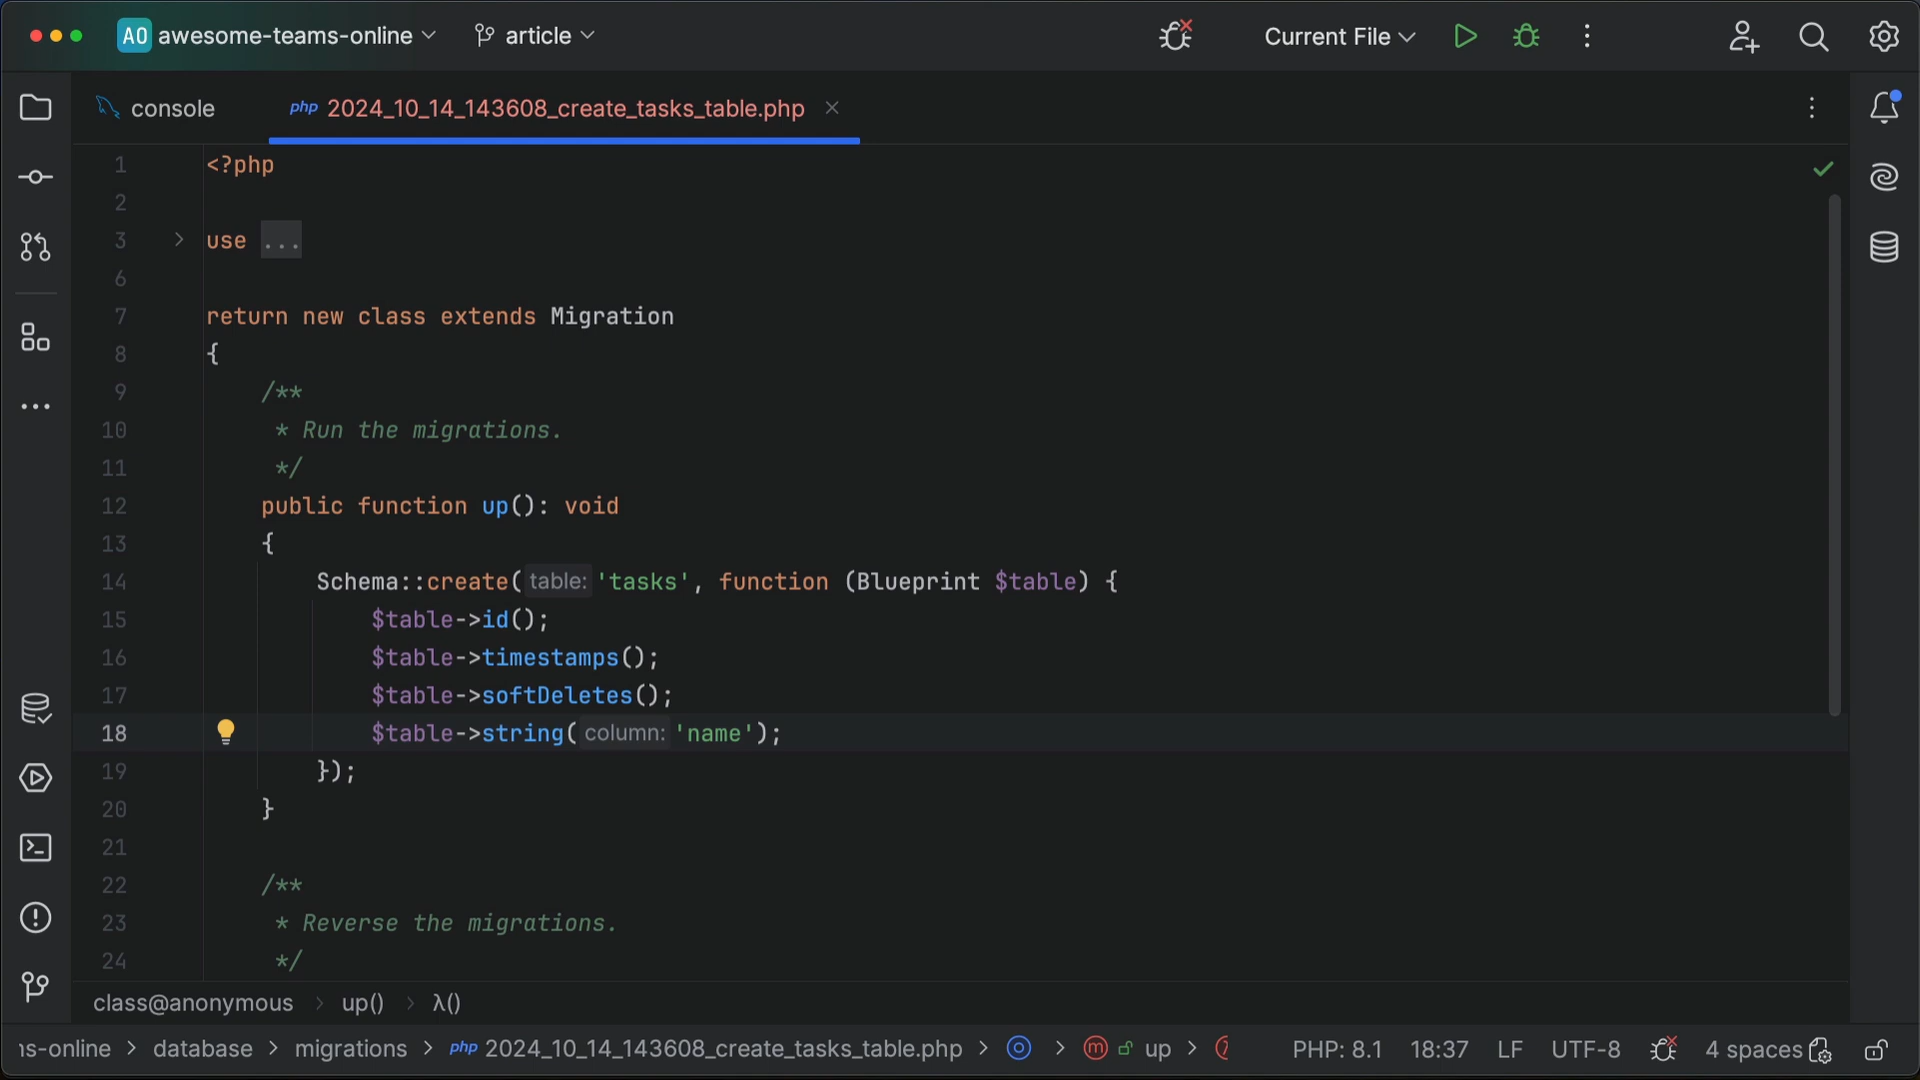 AO awesome-teams-online article Current File
console php 2024_10_14_143608_create_tasks_table.php
1 <?php
2
3 use ...
6
7 return new class extends Migration
8 {
9 /**
10 * Run the migrations.
11 */
12 public function up(): void
13 {
14 Schema::create( table: 'tasks', function (Blueprint $table) {
15 $table->id();
16 $table->timestamps();
17 $table->softDeletes();
18 $table->string( column: 'name');
19 });
20 }
21
22 /**
23 * Reverse the migrations.
24 */
class@anonymous > up() > λ()
ns-online > database > migrations > php 2024_10_14_143608_create_tasks_table.php > > m up > PHP: 8.1 18:37 LF UTF-8 4 spaces